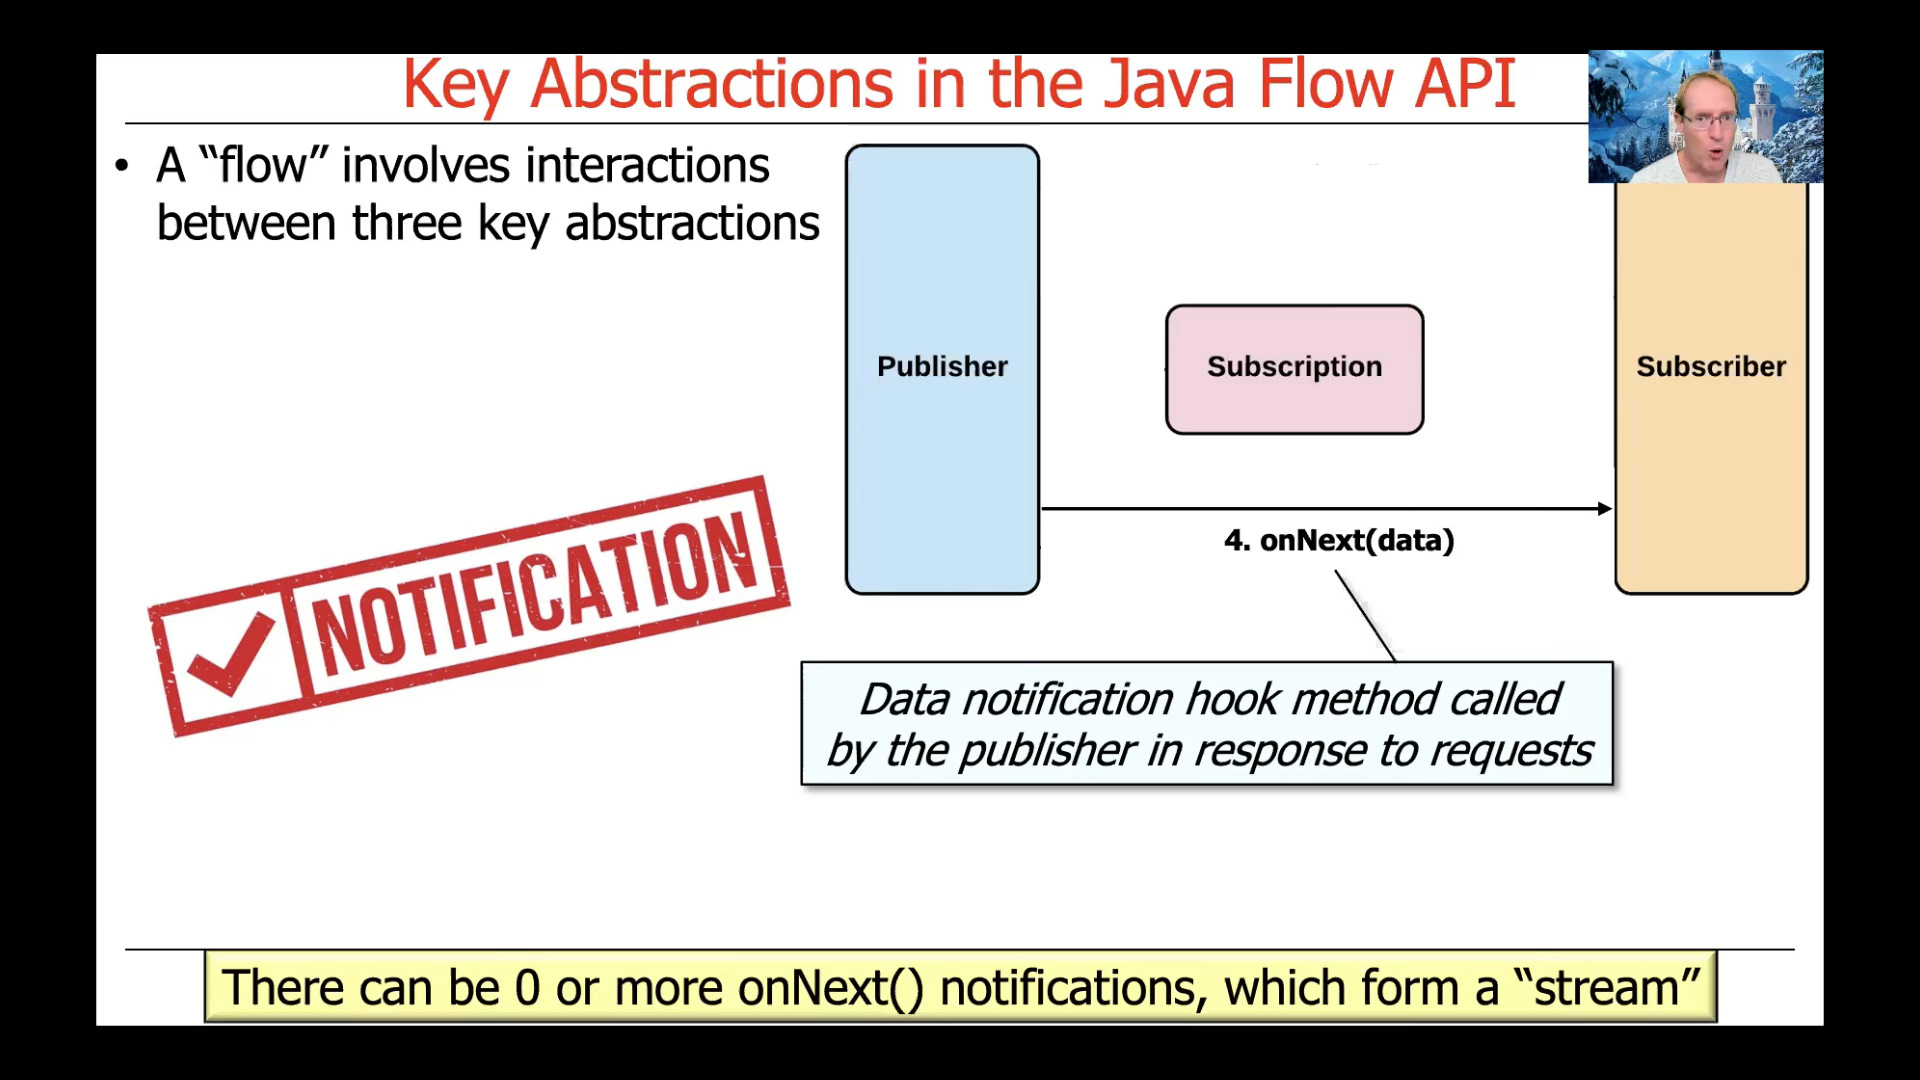 Key Abstractions in the Java Flow API
• A “flow” involves interactions
between three key abstractions
Publisher
Subscription
Subscriber
4. onNext(data)
NOTIFICATION
Data notification hook method called
by the publisher in response to requests
There can be 0 or more onNext() notifications, which form a “stream”